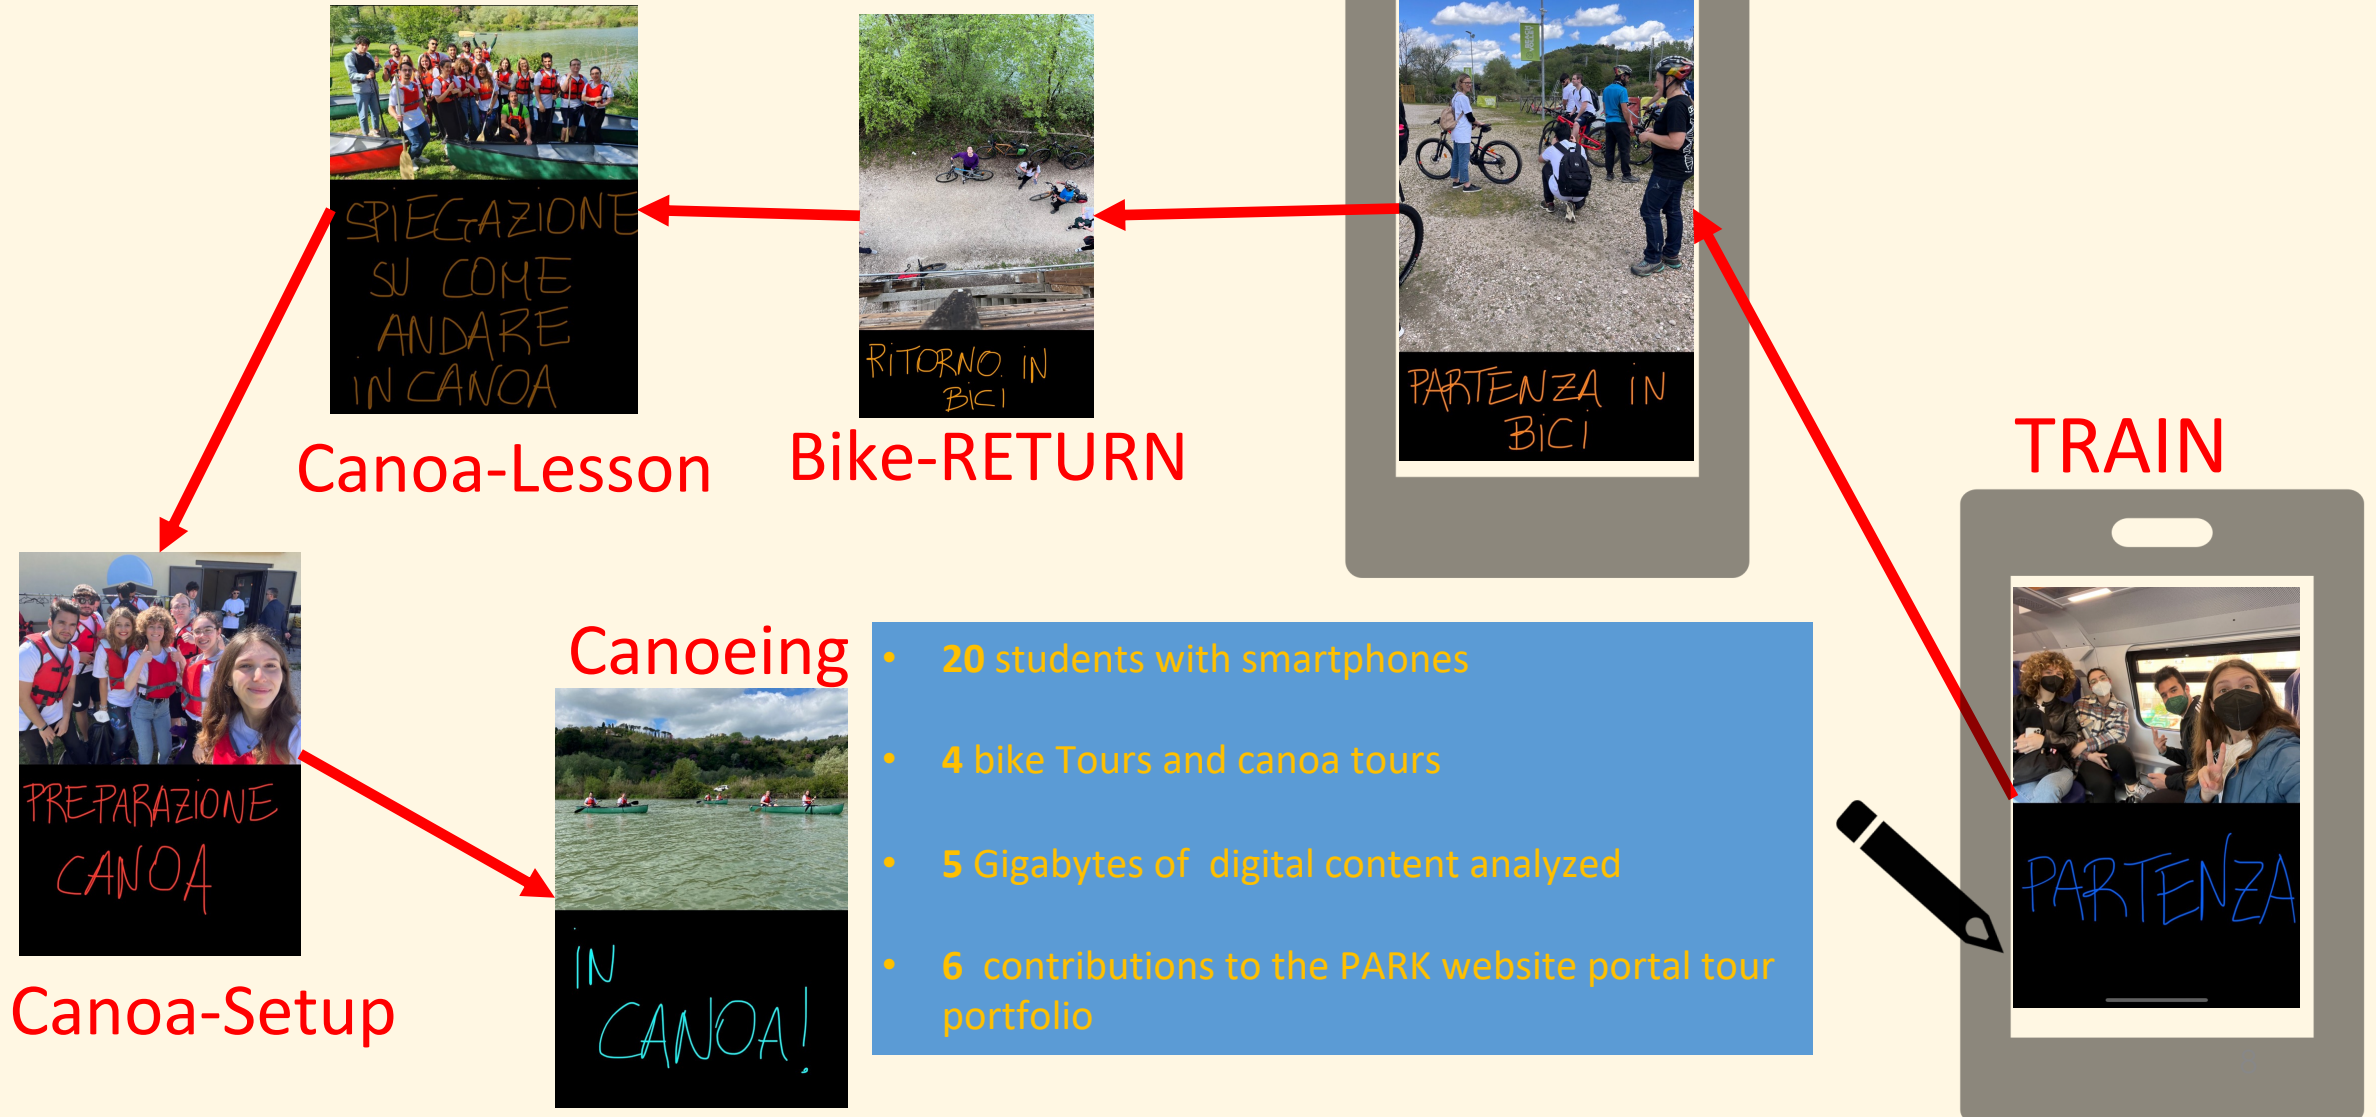 SPIEGAZIONE
SU COME
ANDARE
IN CANOA
Canoa-Lesson
RITORNO IN
BICI
Bike-RETURN
PARTENZA IN
BICI
TRAIN
PARTENZA
PREPARAZIONE
CANOA
Canoa-Setup
Canoeing
IN
CANOA!
• 20 students with smartphones
• 4 bike Tours and canoa tours
• 5 Gigabytes of digital content analyzed
• 6 contributions to the PARK website portal tour
portfolio